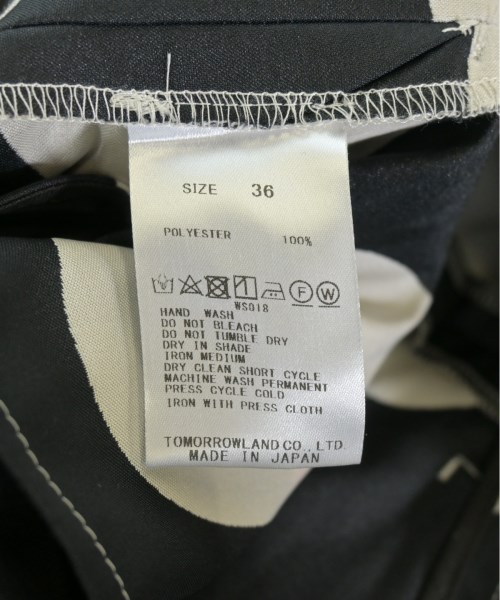 SIZE 36
POLYESTER 100%
F W
WS018
HAND WASH
DO NOT BLEACH
DO NOT TUMBLE DRY
DRY IN SHADE
IRON MEDIUM
DRY CLEAN SHORT CYCLE
MACHINE WASH PERMANENT
PRESS CYCLE COLD
IRON WITH PRESS CLOTH
TOMORROWLAND CO., LTD.
MADE IN JAPAN